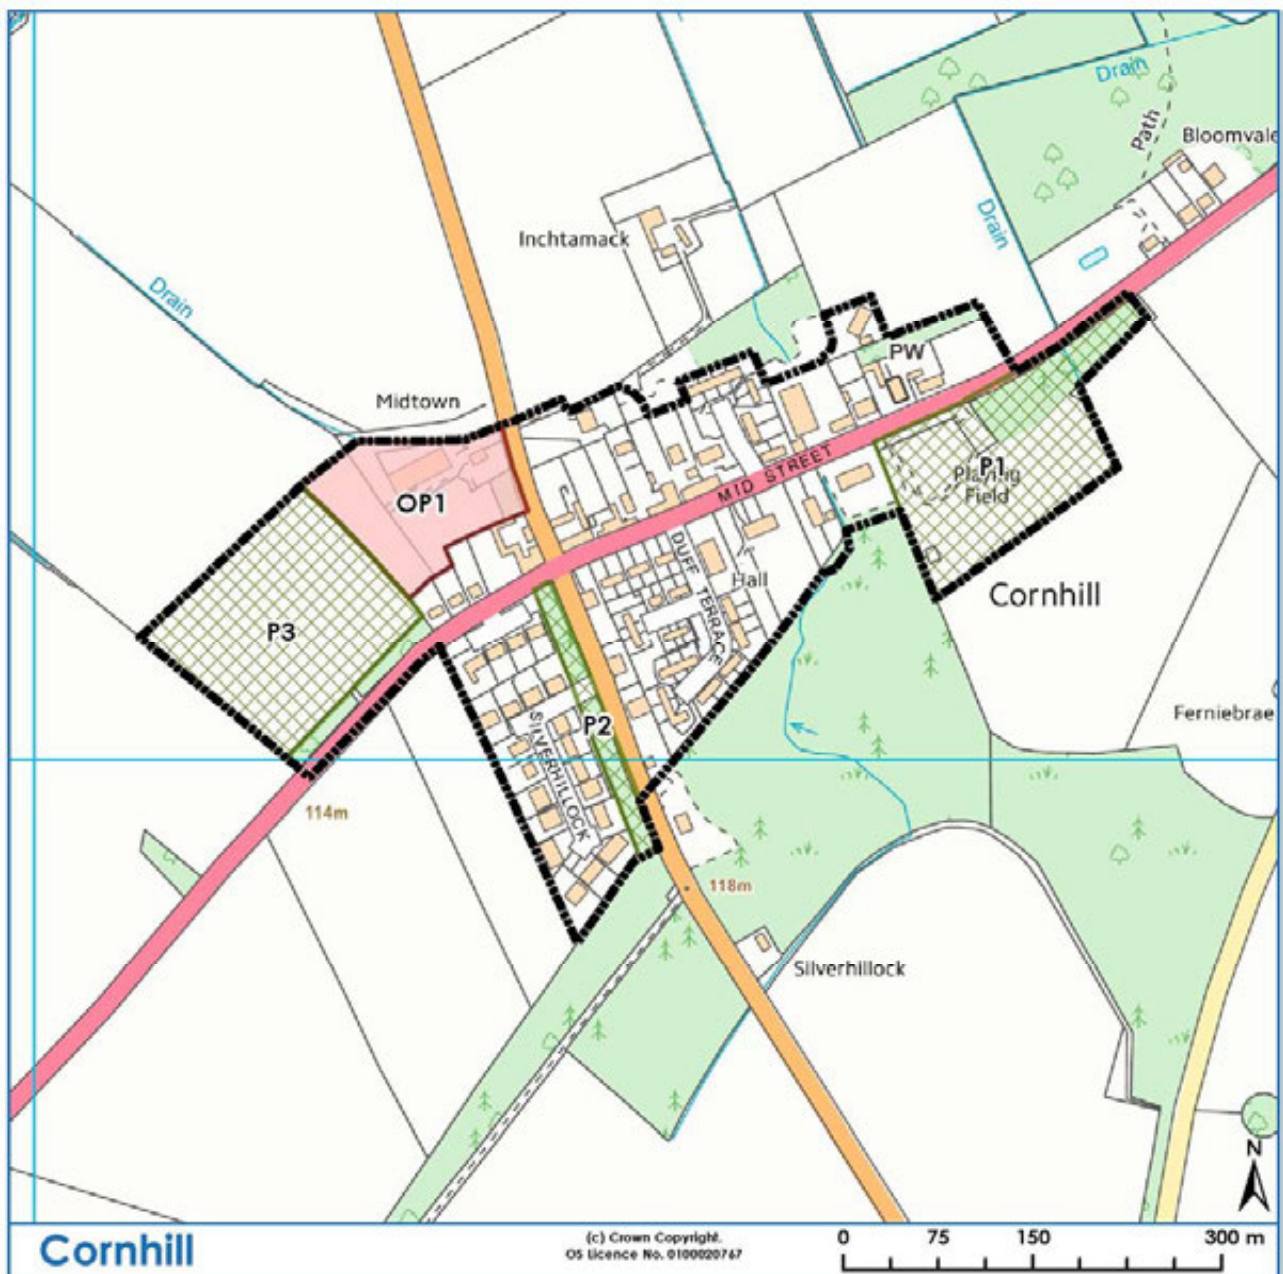 Drain
Path
Bloomvale
Drain
Inchtamack
Drain
PW
Midtown
MID STREET
P1
Playing
Field
OP1
DUFF TERRACE
Hall
Cornhill
P3
P2
Ferniebrae
SILVERHILLOCK
114m
118m
Silverhillock
N
Cornhill
(c) Crown Copyright.
OS Licence No. 0100020767
0 75 150 300 m